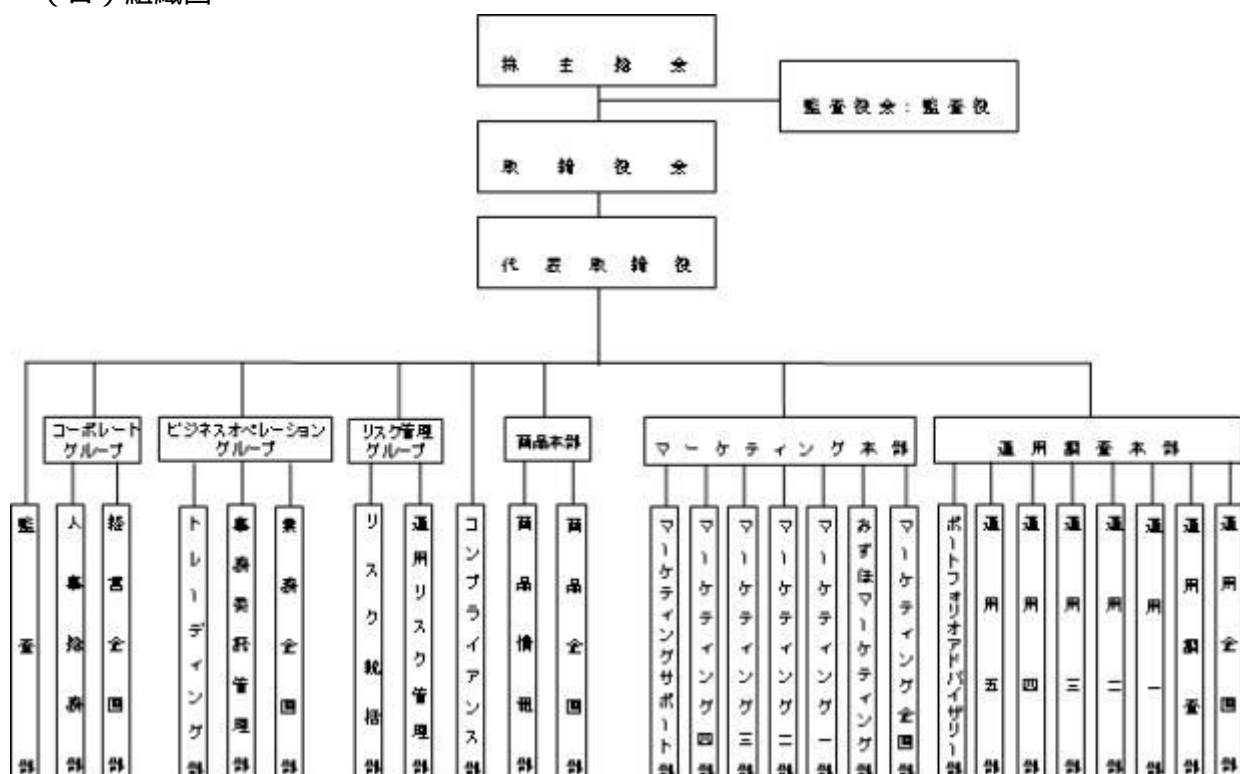 組織図
株主総会
監査役会：監査役
取締役会
代表取締役
コーポレート
グループ
ビジネスオペレーション
グループ
リスク管理
グループ
商品本部
マーケティング本部
運用調査本部
監査部
人事総務部
経営企画部
トレーディング部
事務委託管理部
業務企画部
リスク統括部
運用リスク管理部
コンプライアンス部
商品情報部
商品企画部
マーケティングサポート部
マーケティング四部
マーケティング三部
マーケティング二部
マーケティング一部
みずほマーケティング部
マーケティング企画部
ポートフォリオアドバイザリー部
運用五部
運用四部
運用三部
運用二部
運用一部
運用調査部
運用企画部